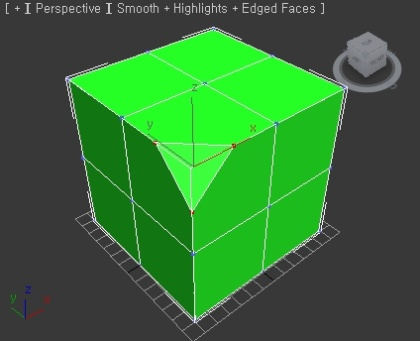 [ + ] Perspective ] Smooth + Highlights + Edged Faces ]
z
y
x
z
y
x